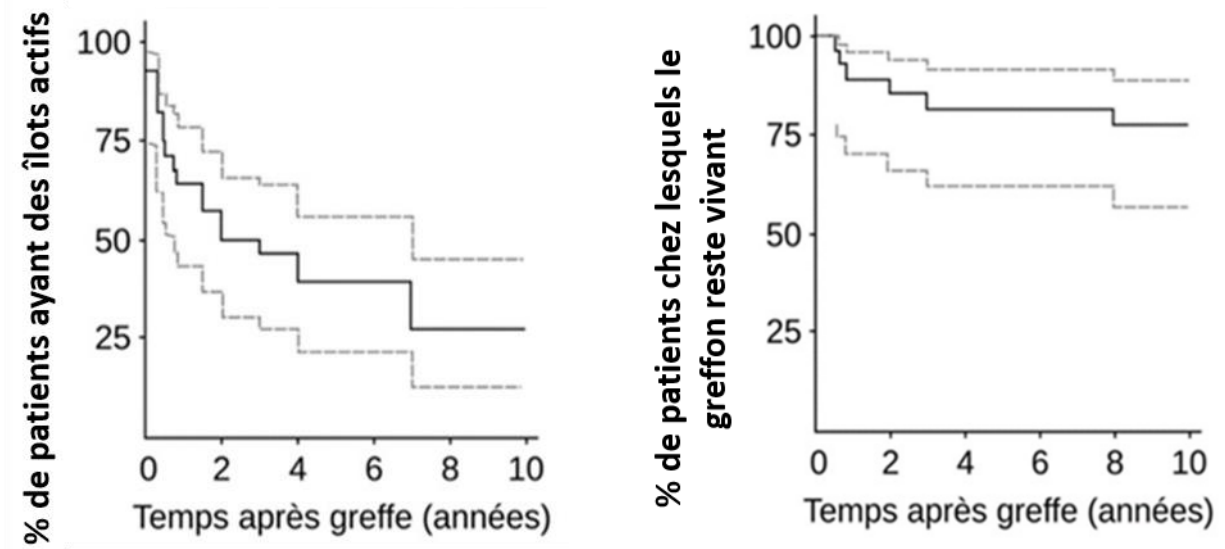 % de patients ayant des îlots actifs
100
75
50
25
0 2 4 6 8 10
Temps après greffe (années)
% de patients chez lesquels le
greffon reste vivant
100
75
50
25
0 2 4 6 8 10
Temps après greffe (années)